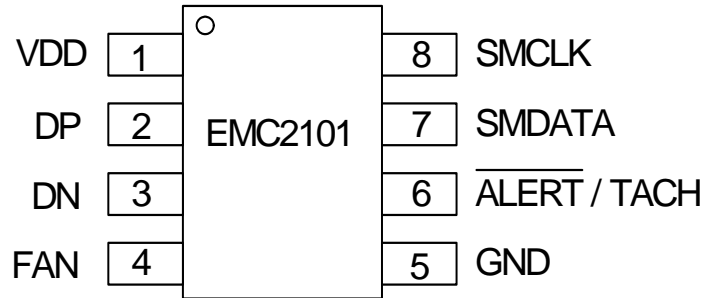 VDD 1 8 SMCLK
DP 2 EMC2101 7 SMDATA
DN 3 6 ALERT / TACH
FAN 4 5 GND